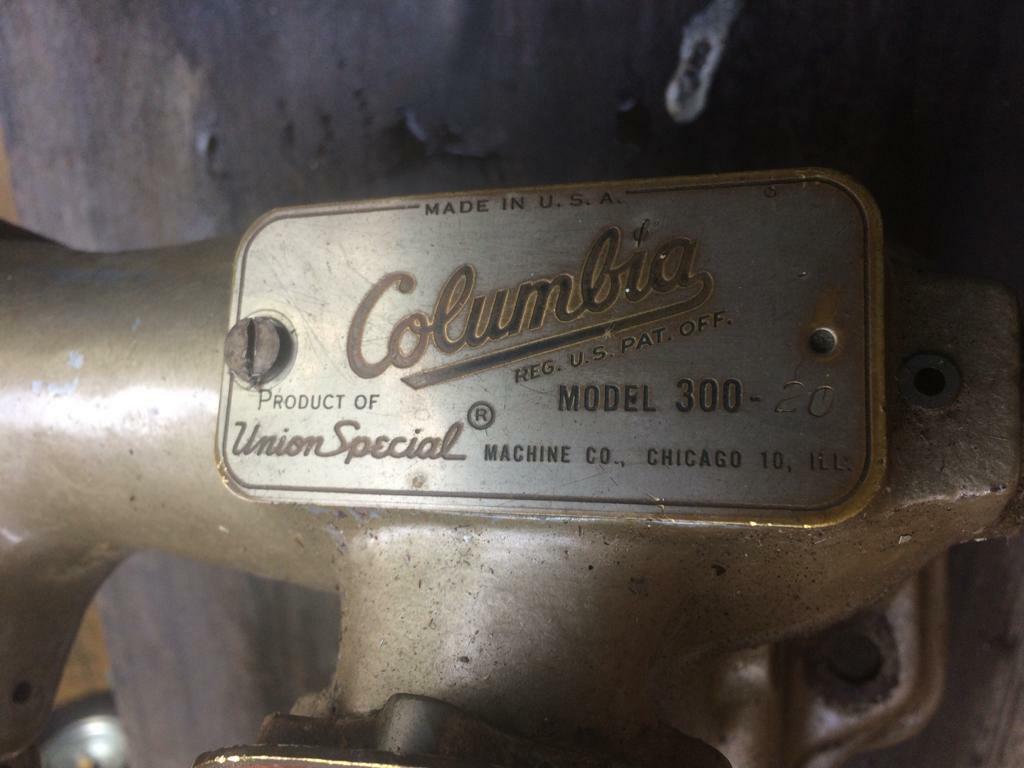 MADE IN U. S. A.
Columbia
REG. U.S. PAT. OFF.
MODEL 300-20
PRODUCT OF
Union Special ®
MACHINE CO., CHICAGO 10, ILL.